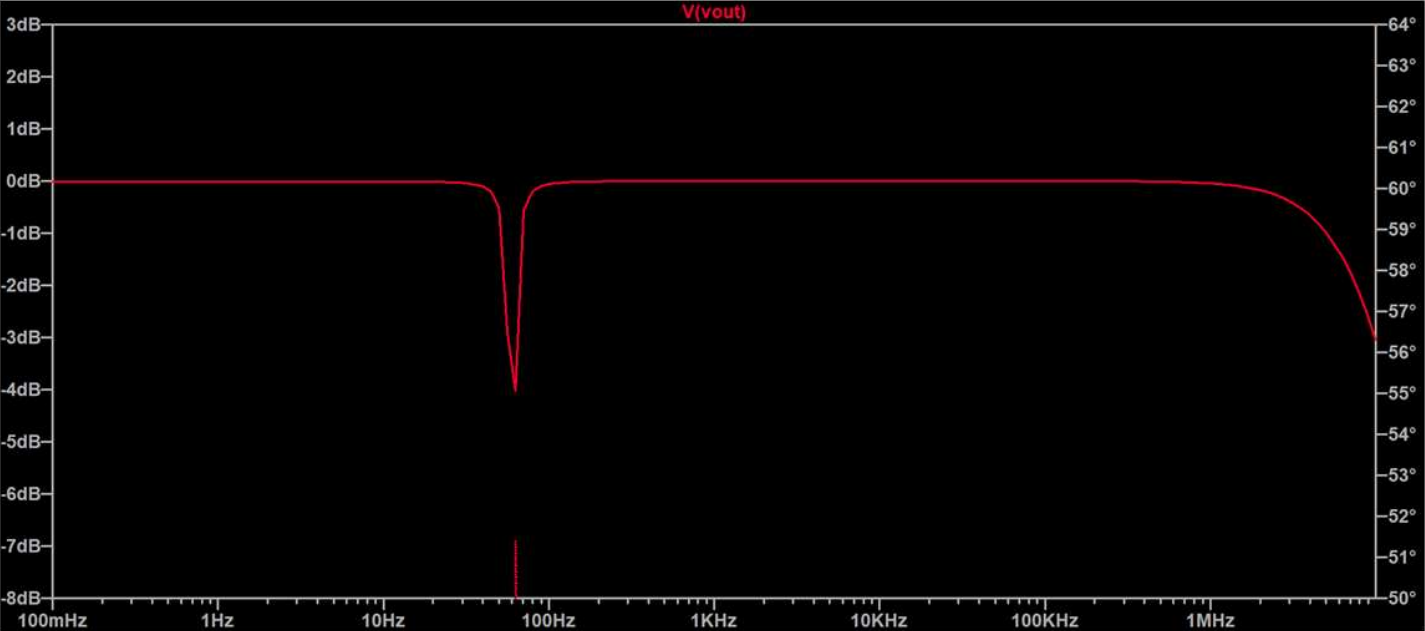 V(vout)
3dB
2dB
1dB
0dB
-1dB
-2dB
-3dB
-4dB
-5dB
-6dB
-7dB
-8dB
64°
63°
62°
61°
60°
59°
58°
57°
56°
55°
54°
53°
52°
51°
50°
100mHz 1Hz 10Hz 100Hz 1KHz 10KHz 100KHz 1MHz